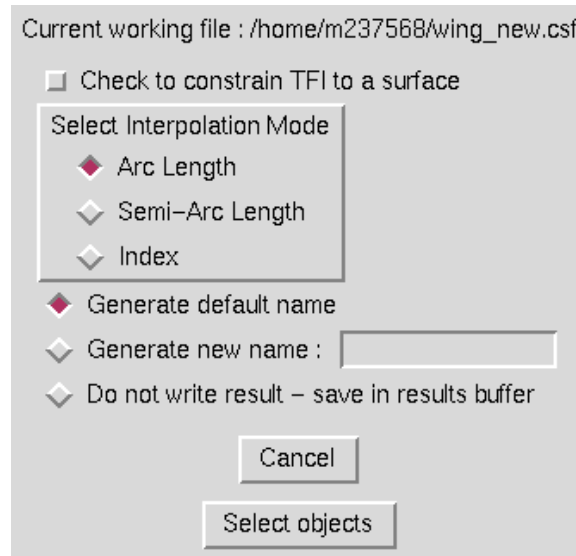 Current working file : /home/m237568/wing_new.csf
Check to constrain TFI to a surface
Select Interpolation Mode
Arc Length
Semi-Arc Length
Index
Generate default name
Generate new name :
Do not write result - save in results buffer
Cancel
Select objects